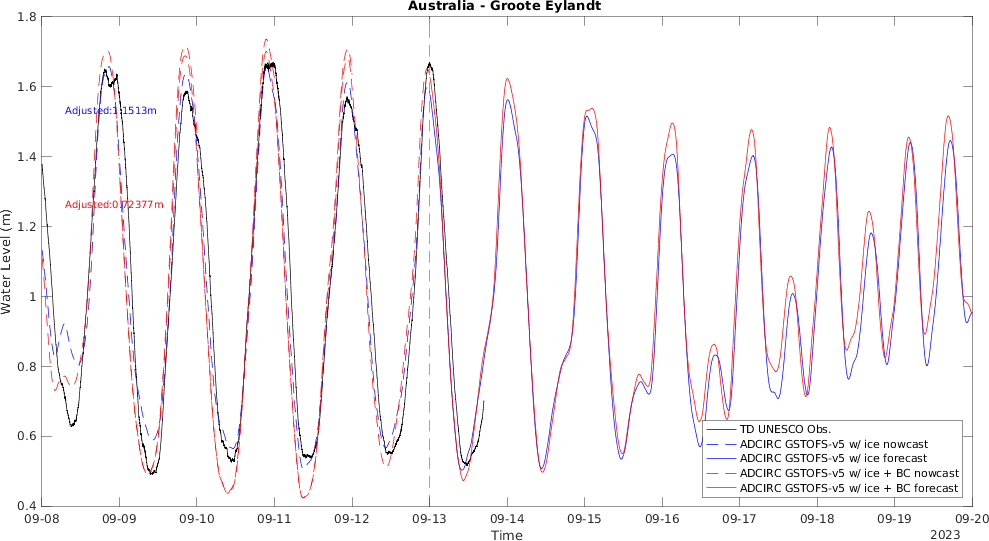 Australia - Groote Eylandt
1.8
1.6
1.4
1.2
1
0.8
0.6
0.4
Water Level (m)
Adjusted:1.1513m
Adjusted:0.72377m
TD UNESCO Obs.
ADCIRC GSTOFS-v5 w/ ice nowcast
ADCIRC GSTOFS-v5 w/ ice forecast
ADCIRC GSTOFS-v5 w/ ice + BC nowcast
ADCIRC GSTOFS-v5 w/ ice + BC forecast
09-08 09-09 09-10 09-11 09-12 09-13 09-14 09-15 09-16 09-17 09-18 09-19 09-20
Time
2023